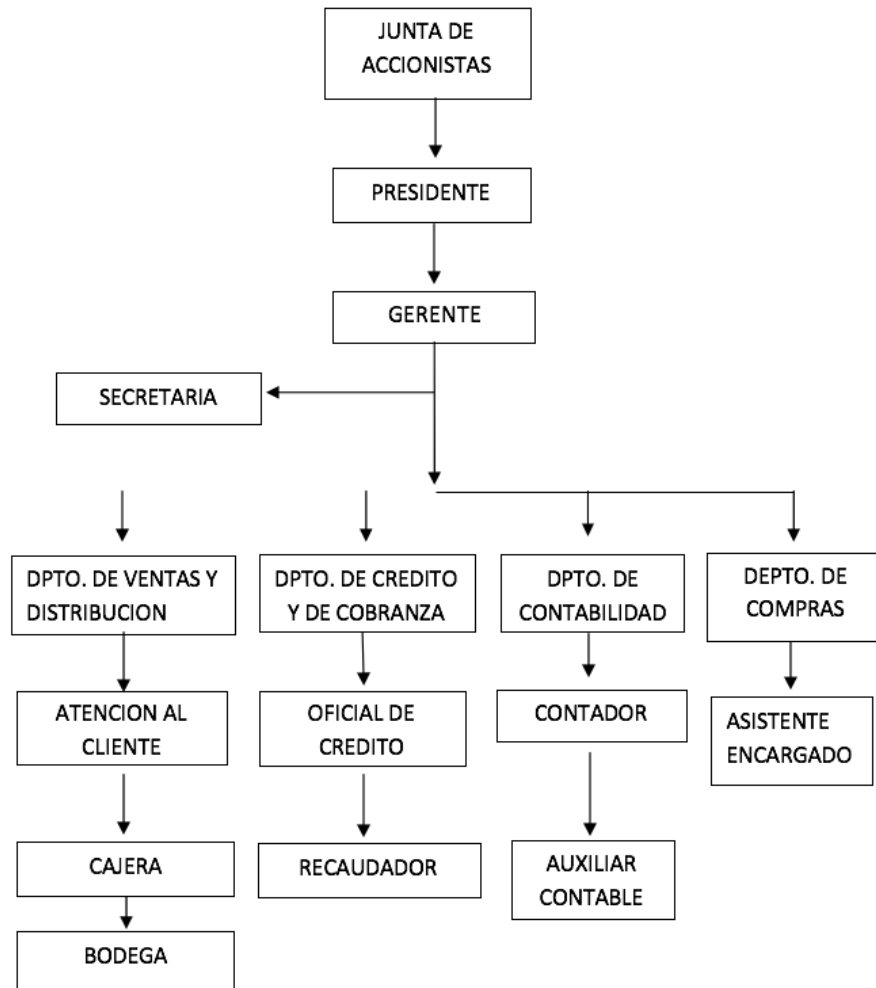 JUNTA DE
ACCIONISTAS
PRESIDENTE
GERENTE
SECRETARIA
DPTO. DE VENTAS Y
DISTRIBUCION
DPTO. DE CREDITO
Y DE COBRANZA
DPTO. DE
CONTABILIDAD
DEPTO. DE
COMPRAS
ATENCION AL
CLIENTE
OFICIAL DE
CREDITO
CONTADOR
ASISTENTE
ENCARGADO
CAJERA
RECAUDADOR
AUXILIAR
CONTABLE
BODEGA